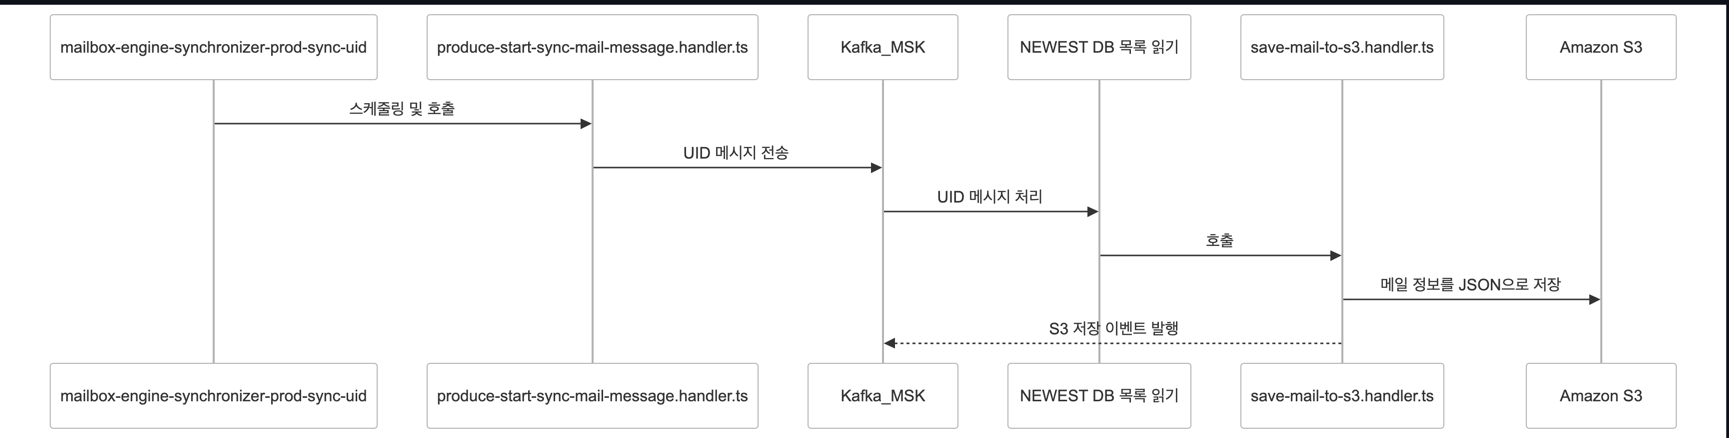 mailbox-engine-synchronizer-prod-sync-uid
produce-start-sync-mail-message.handler.ts
Kafka_MSK
NEWEST DB 목록 읽기
save-mail-to-s3.handler.ts
Amazon S3
스케줄링 및 호출
UID 메시지 전송
UID 메시지 처리
호출
메일 정보를 JSON으로 저장
S3 저장 이벤트 발행
mailbox-engine-synchronizer-prod-sync-uid
produce-start-sync-mail-message.handler.ts
Kafka_MSK
NEWEST DB 목록 읽기
save-mail-to-s3.handler.ts
Amazon S3